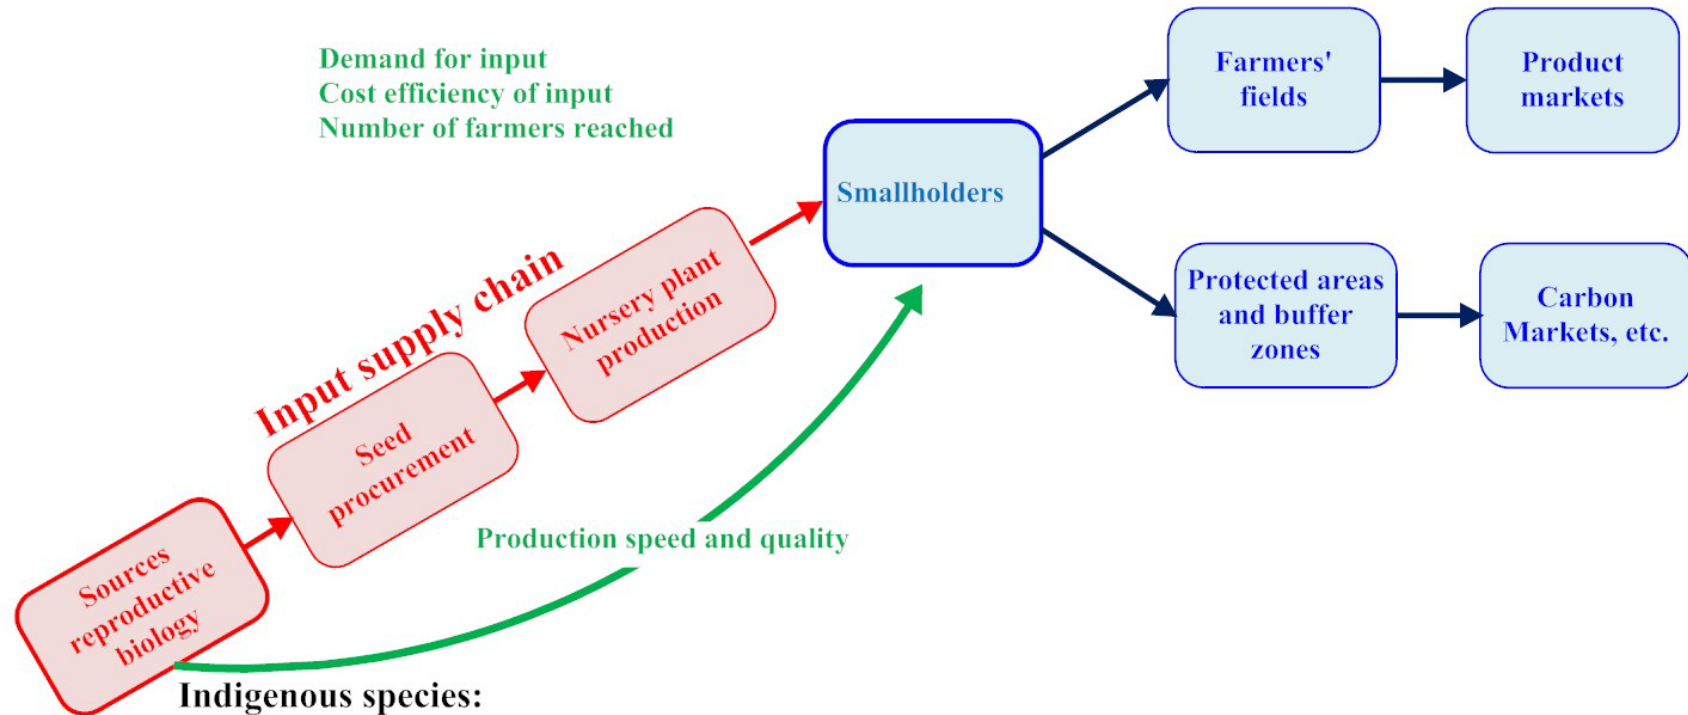 Demand for input
Cost efficiency of input
Number of farmers reached
Farmers'
fields
Product
markets
Smallholders
Protected areas
and buffer
zones
Carbon
Markets, etc.
Input supply chain
Nursery plant
production
Seed
procurement
Sources
reproductive
biology
Production speed and quality
Indigenous species: